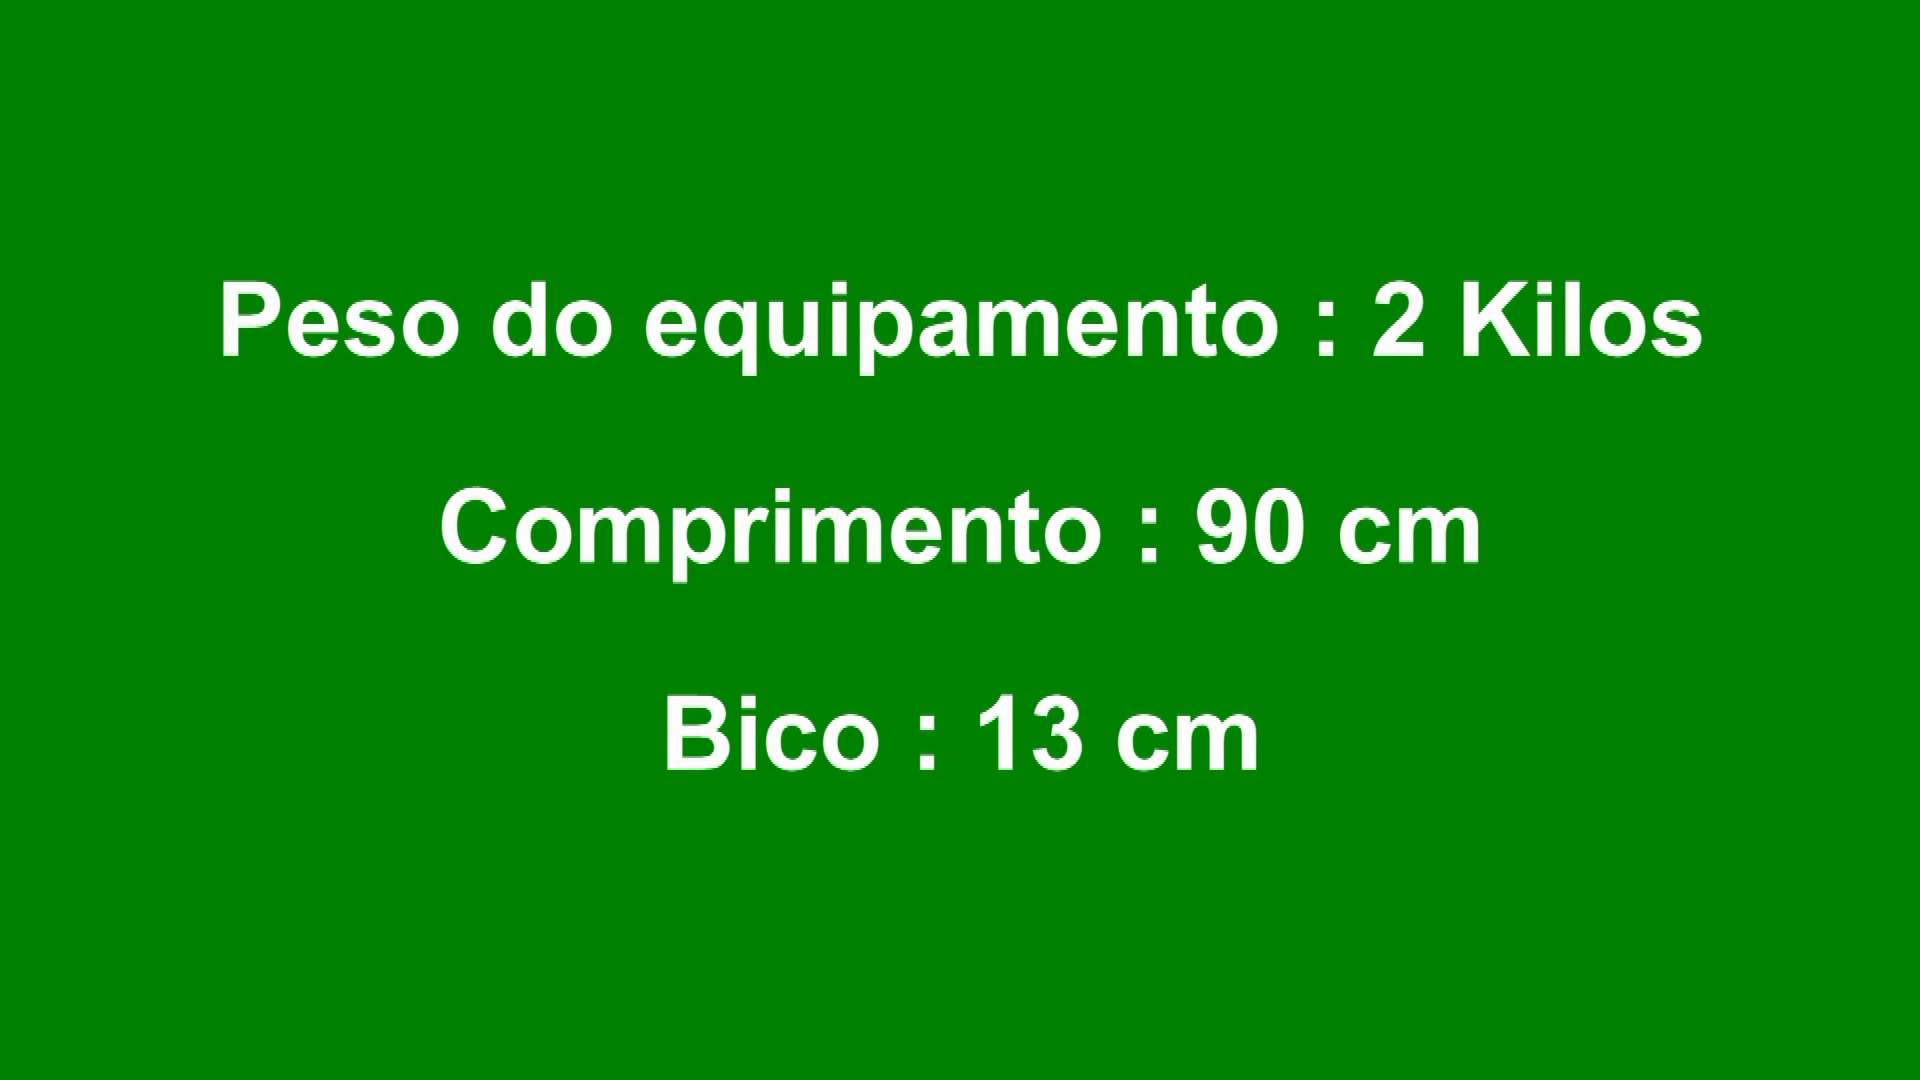 Peso do equipamento : 2 Kilos
Comprimento : 90 cm
Bico : 13 cm